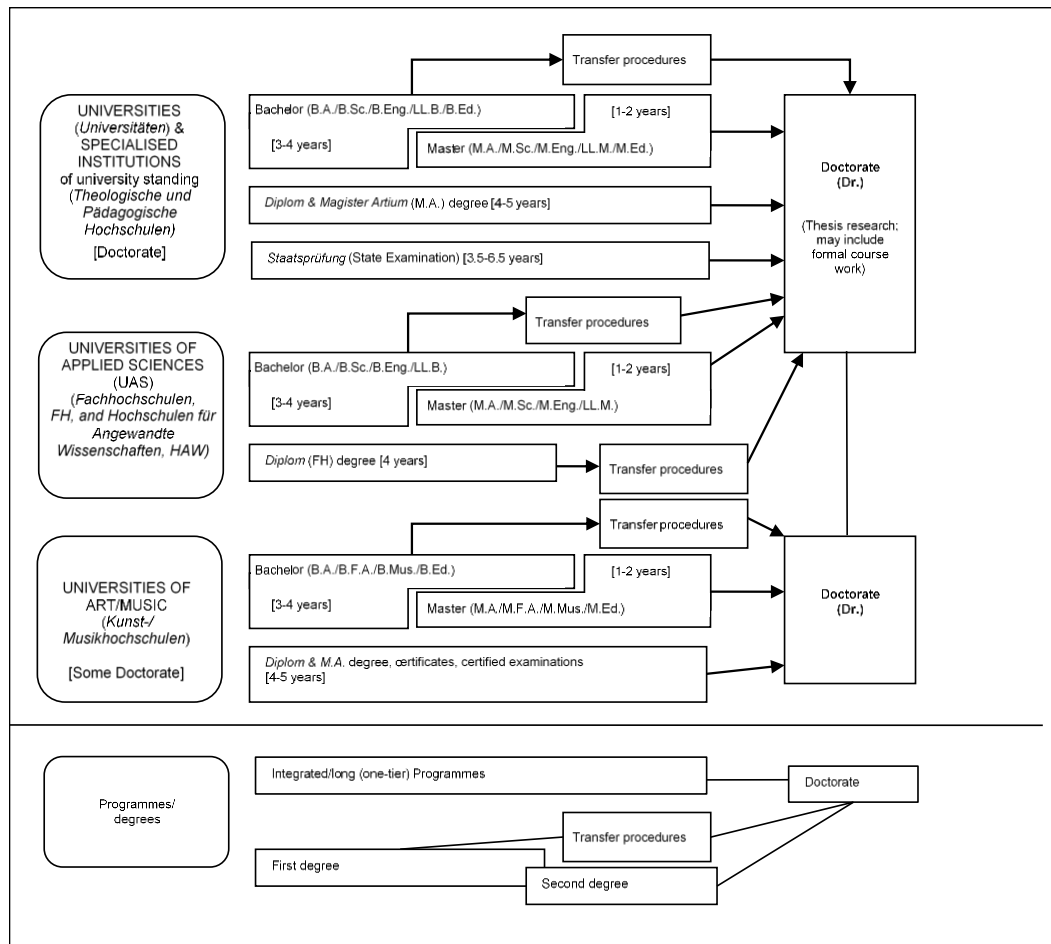 Transfer procedures
UNIVERSITIES
(Universitäten) &
SPECIALISED
INSTITUTIONS
of university standing
(Theologische und
Pädagogische
Hochschulen)
[Doctorate]
Bachelor (B.A./B.Sc./B.Eng./LL.B./B.Ed.)
[3-4 years]
[1-2 years]
Master (M.A./M.Sc./M.Eng./LL.M./M.Ed.)
Diplom & Magister Artium (M.A.) degree [4-5 years]
Staatsprüfung (State Examination) [3.5-6.5 years]
Doctorate
(Dr.)
(Thesis research;
may include
formal course
work)
Transfer procedures
UNIVERSITIES OF
APPLIED SCIENCES
(UAS)
(Fachhochschulen,
FH, and Hochschulen für
Angewandte
Wissenschaften, HAW)
Bachelor (B.A./B.Sc./B.Eng./LL.B.)
[3-4 years]
[1-2 years]
Master (M.A./M.Sc./M.Eng./LL.M.)
Diplom (FH) degree [4 years]
Transfer procedures
Transfer procedures
UNIVERSITIES OF
ART/MUSIC
(Kunst-/
Musikhochschulen)
[Some Doctorate]
Bachelor (B.A./B.F.A./B.Mus./B.Ed.)
[3-4 years]
[1-2 years]
Master (M.A./M.F.A./M.Mus./M.Ed.)
Diplom & M.A. degree, certificates, certified examinations
[4-5 years]
Doctorate
(Dr.)
Programmes/
degrees
Integrated/long (one-tier) Programmes
Doctorate
Transfer procedures
First degree
Second degree